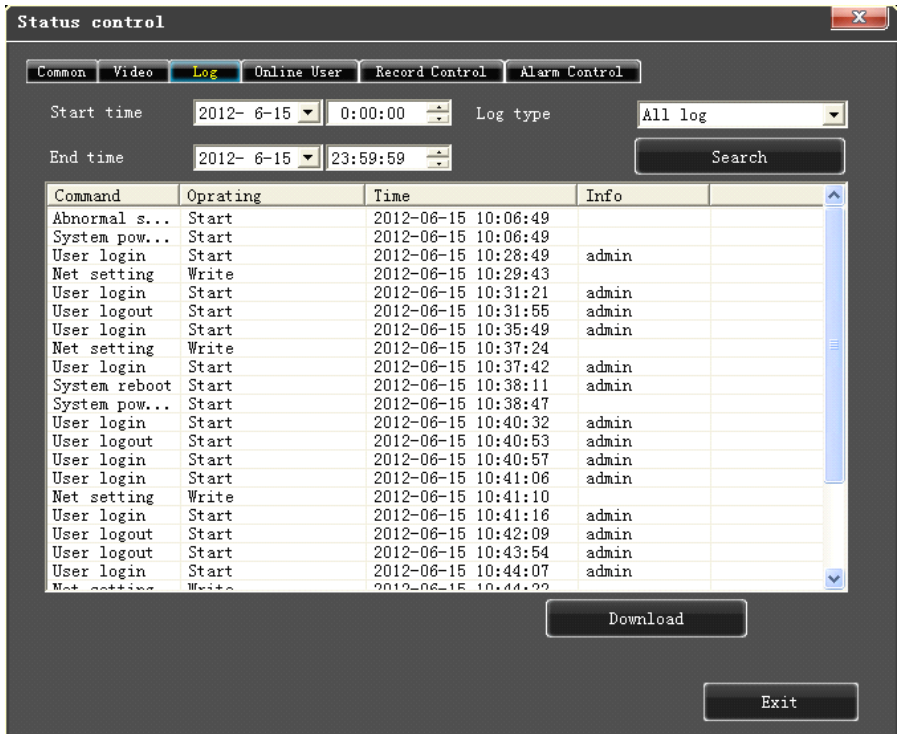 Status control
Common Video Log Online User Record Control Alarm Control
Start time 2012- 6-15 0:00:00 Log type All log
End time 2012- 6-15 23:59:59 Search
Command Oprating Time Info
Abnormal s... Start 2012-06-15 10:06:49
System pow... Start 2012-06-15 10:06:49
User login Start 2012-06-15 10:28:49 admin
Net setting Write 2012-06-15 10:29:43
User login Start 2012-06-15 10:31:21 admin
User logout Start 2012-06-15 10:31:55 admin
User login Start 2012-06-15 10:35:49 admin
Net setting Write 2012-06-15 10:37:24
User login Start 2012-06-15 10:37:42 admin
System reboot Start 2012-06-15 10:38:11 admin
System pow... Start 2012-06-15 10:38:47
User login Start 2012-06-15 10:40:32 admin
User logout Start 2012-06-15 10:40:53 admin
User login Start 2012-06-15 10:40:57 admin
User login Start 2012-06-15 10:41:06 admin
Net setting Write 2012-06-15 10:41:10
User login Start 2012-06-15 10:41:16 admin
User logout Start 2012-06-15 10:42:09 admin
User logout Start 2012-06-15 10:43:54 admin
User login Start 2012-06-15 10:44:07 admin
Net setting Write 2012-06-15 10:44:22
Download
Exit